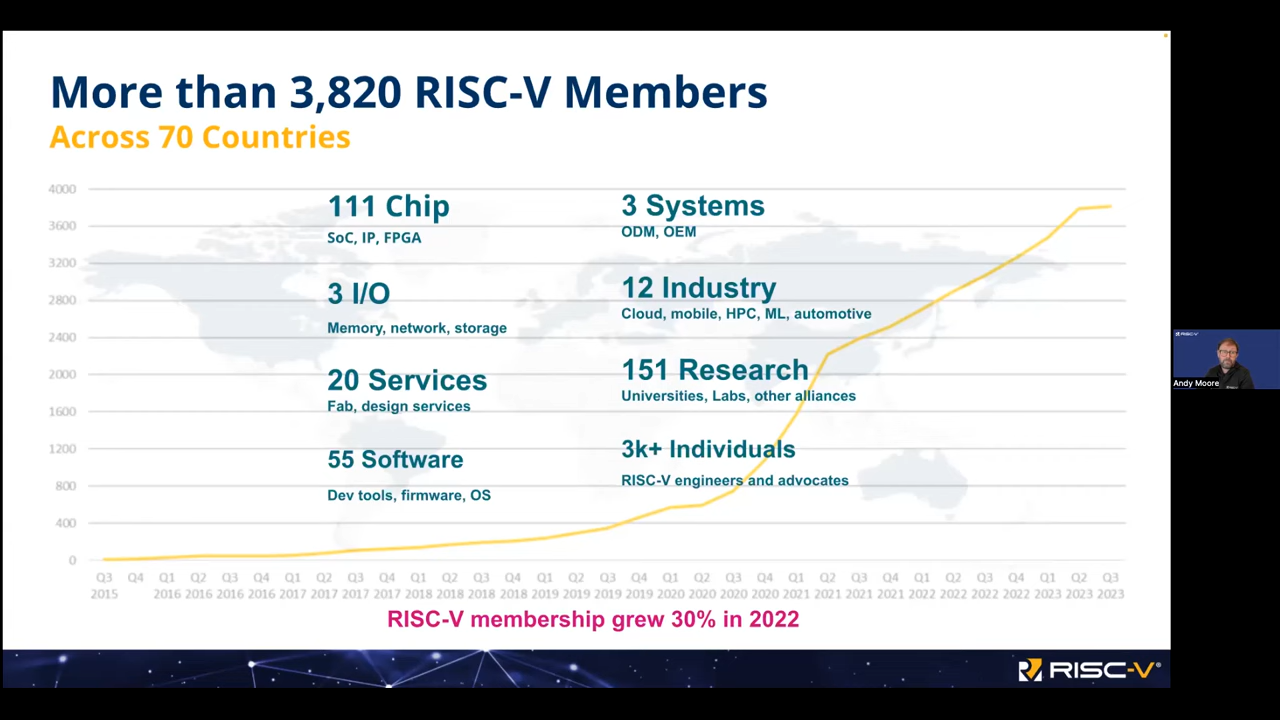 More than 3,820 RISC-V Members
Across 70 Countries
4000
3600
3200
2800
2400
2000
1600
1200
800
400
0
111 Chip
SoC, IP, FPGA
3 I/O
Memory, network, storage
20 Services
Fab, design services
55 Software
Dev tools, firmware, OS
3 Systems
ODM, OEM
12 Industry
Cloud, mobile, HPC, ML, automotive
151 Research
Universities, Labs, other alliances
3k+ Individuals
RISC-V engineers and advocates
Q3 Q4 Q1 Q2 Q3 Q4 Q1 Q2 Q3 Q4 Q1 Q2 Q3 Q4 Q1 Q2 Q3 Q4 Q1 Q2 Q3 Q4 Q1 Q2 Q3 Q4 Q1 Q2 Q3 Q4 Q1 Q2 Q3
2015 2016 2016 2016 2016 2017 2017 2017 2017 2018 2018 2018 2018 2019 2019 2019 2019 2020 2020 2020 2020 2021 2021 2021 2021 2022 2022 2022 2022 2023 2023 2023
RISC-V membership grew 30% in 2022
RISC-V®
RISC-V
Andy Moore